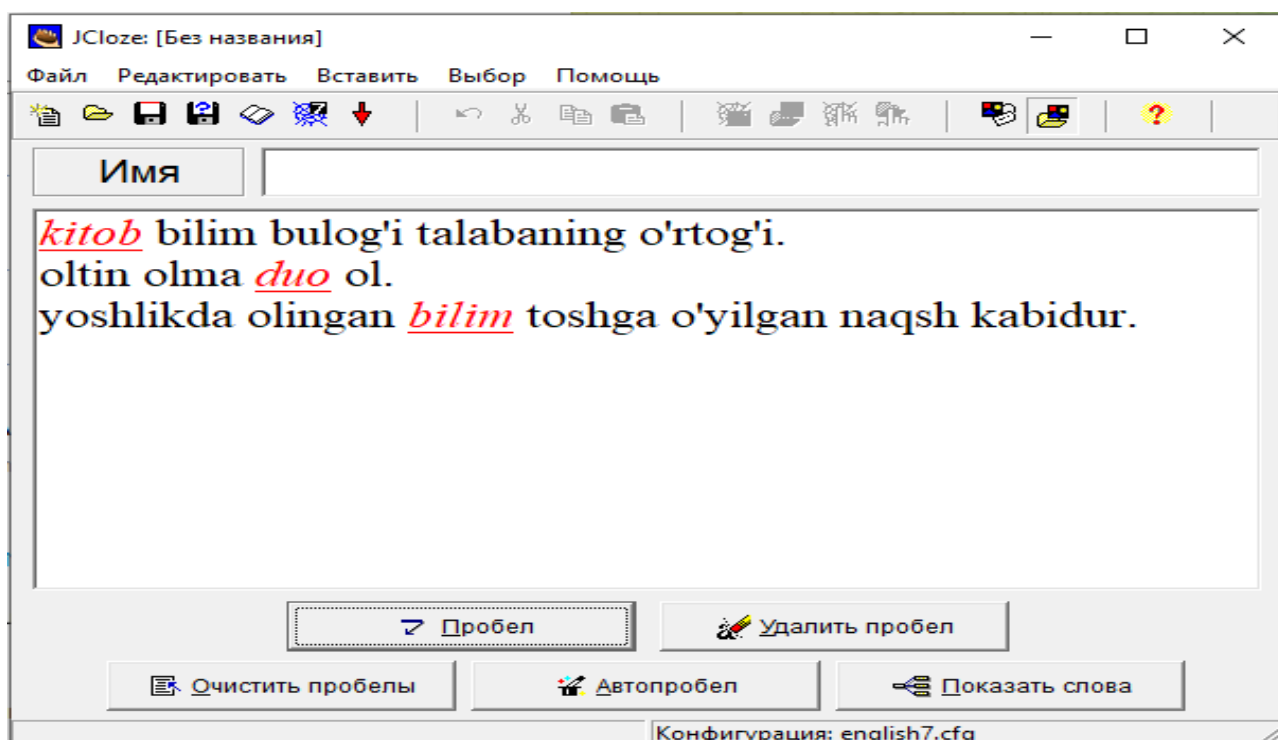 JCloze: [Без названия]
Файл Редактировать Вставить Выбор Помощь
Имя
kitob bilim bulog'i talabaning o'rtog'i.
oltin olma duo ol.
yoshlikda olingan bilim toshga o'yilgan naqsh kabidur.
Пробел Удалить пробел
Очистить пробелы Автопробел Показать слова
Конфигурация: english7.cfg